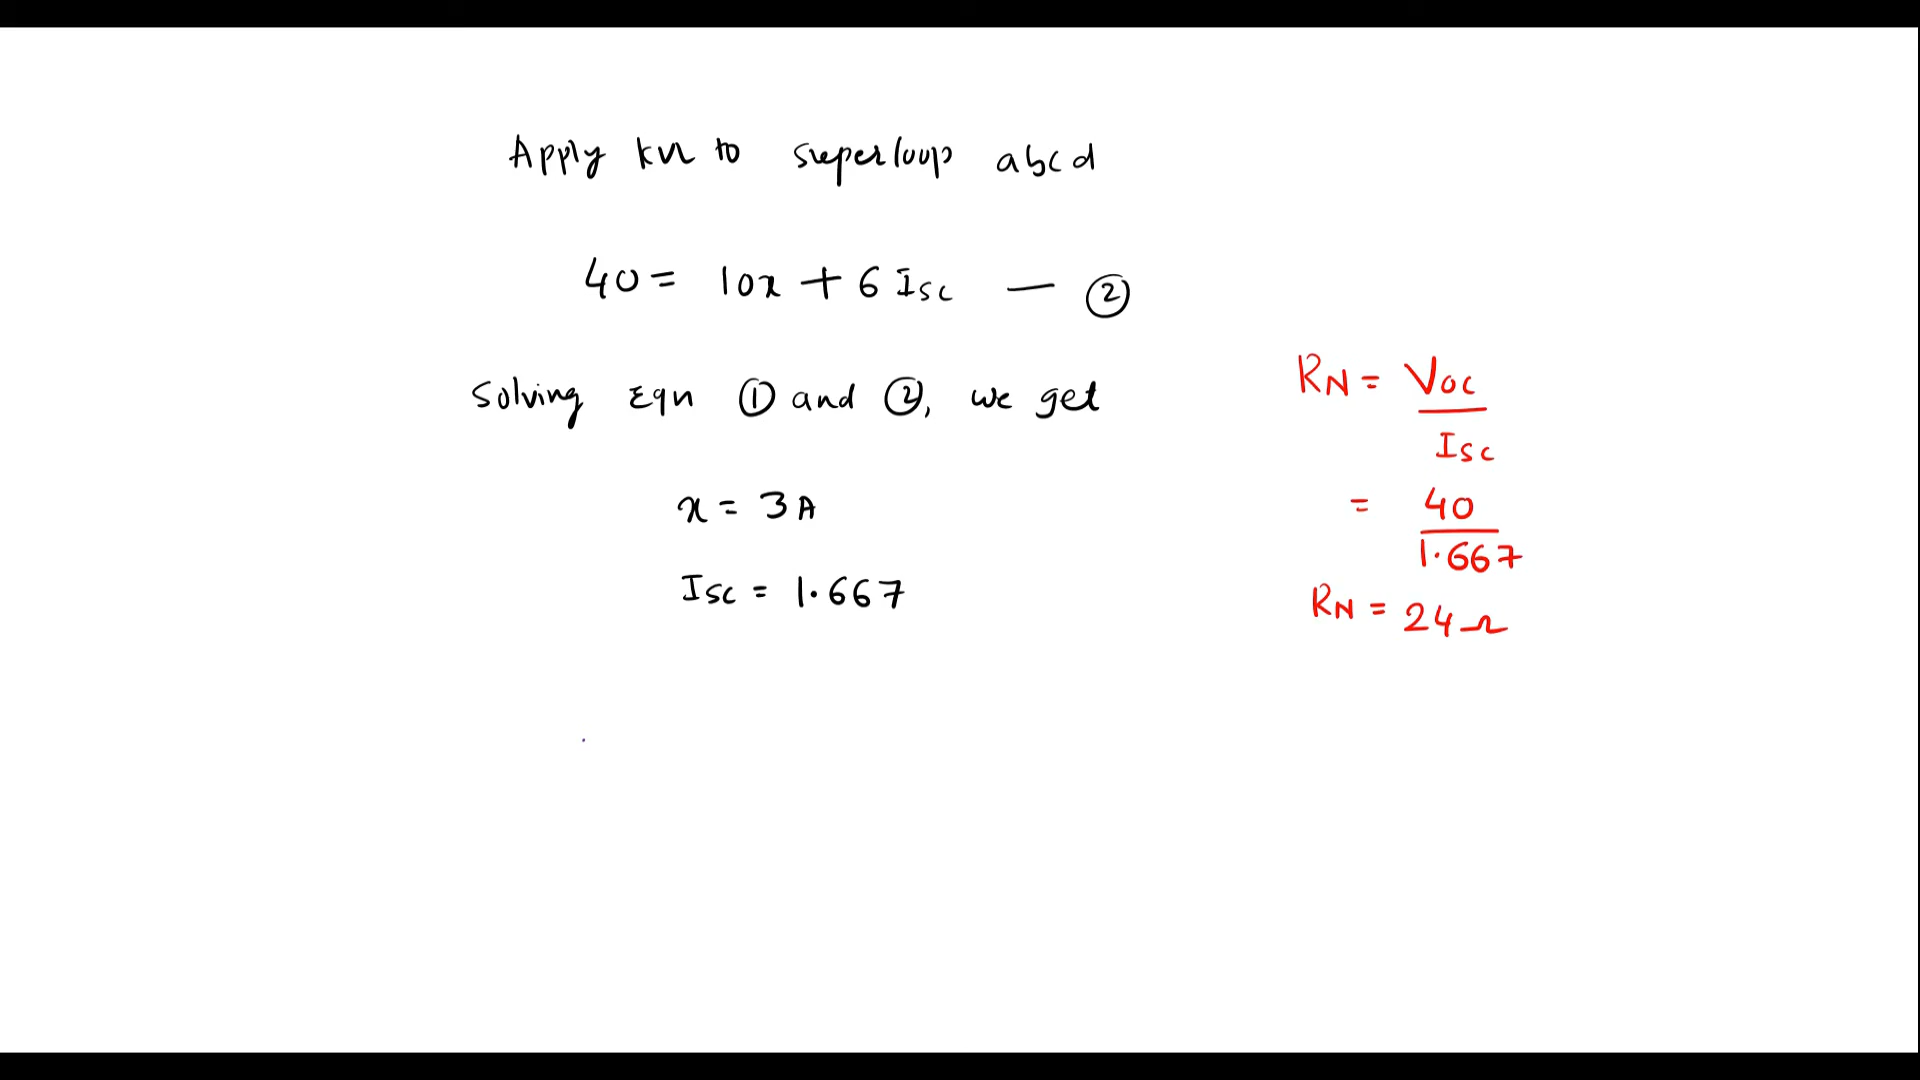 Apply KVL to superloop abcd
40 = 10x + 6 Isc — ②
Solving Eqn ① and ②, we get
x = 3A
Isc = 1.667
RN = Voc
Isc
= 40
1.667
RN = 24Ω